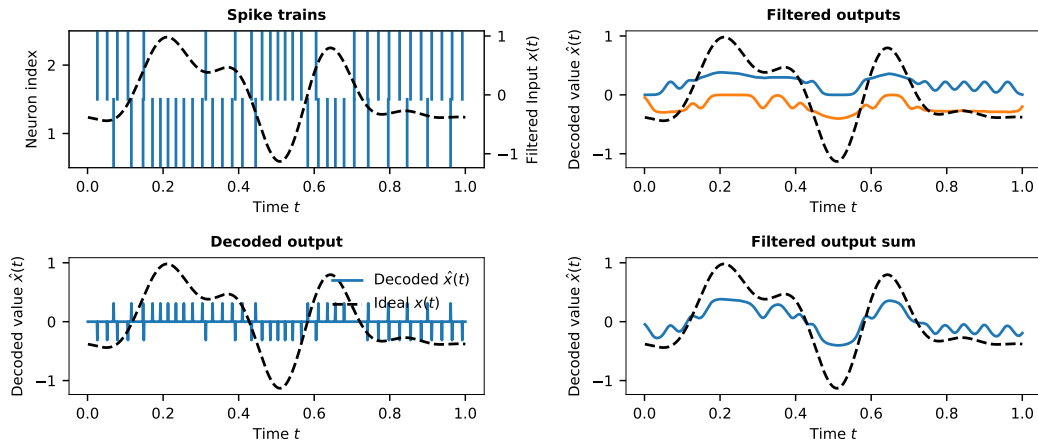 Spike trains
Neuron index
2
1
Filtered Input x(t)
1
0
−1
0.0 0.2 0.4 0.6 0.8 1.0
Time t
Filtered outputs
Decoded value x̂(t)
1
0
−1
0.0 0.2 0.4 0.6 0.8 1.0
Time t
Decoded output
Decoded value x̂(t)
1
0
−1
Decoded x̂(t)
Ideal x(t)
0.0 0.2 0.4 0.6 0.8 1.0
Time t
Filtered output sum
Decoded value x̂(t)
1
0
−1
0.0 0.2 0.4 0.6 0.8 1.0
Time t